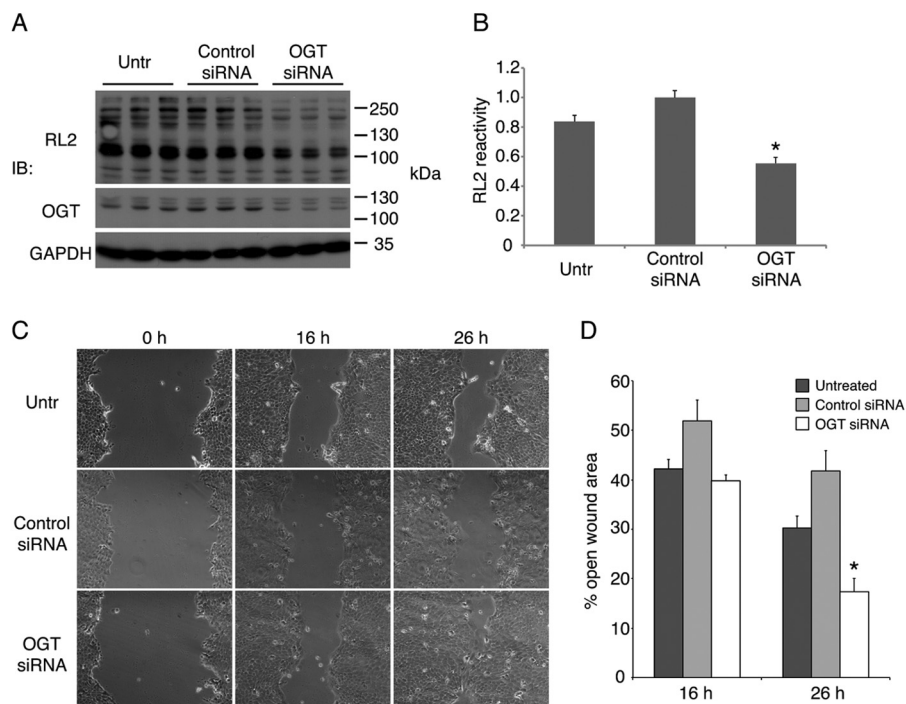 A
Untr
Control
siRNA
OGT
siRNA
IB:
RL2
OGT
GAPDH
250
130
100
kDa
130
100
35
B
RL2 reactivity
1.2
1.0
0.8
0.6
0.4
0.2
0
*
Untr
Control
siRNA
OGT
siRNA
C
0 h
16 h
26 h
Untr
Control
siRNA
OGT
siRNA
D
% open wound area
60
50
40
30
20
10
0
Untreated
Control siRNA
OGT siRNA
*
16 h
26 h